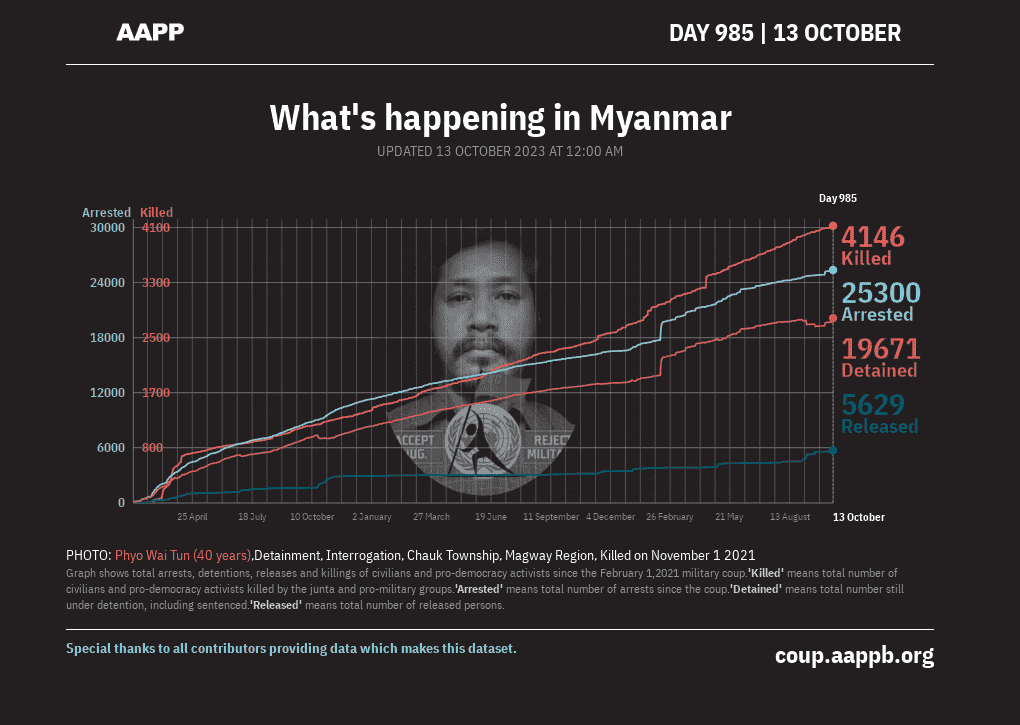 AAPP
DAY 985 | 13 OCTOBER
What's happening in Myanmar
UPDATED 13 OCTOBER 2023 AT 12:00 AM
Day 985
Arrested Killed
30000 4100
24000 3300
18000 2500
12000 1700
6000 800
0
4146
Killed
25300
Arrested
19671
Detained
5629
Released
ACCEPT
REJECT
UG.
MILIT
25 April 18 July 10 October 2 January 27 March 19 June 11 September 4 December 26 February 21 May 13 August 13 October
PHOTO: Phyo Wai Tun (40 years),Detainment, Interrogation, Chauk Township, Magway Region, Killed on November 1 2021
Graph shows total arrests, detentions, releases and killings of civilians and pro-democracy activists since the February 1,2021 military coup.'Killed' means total number of
civilians and pro-democracy activists killed by the junta and pro-military groups.'Arrested' means total number of arrests since the coup.'Detained' means total number still
under detention, including sentenced.'Released' means total number of released persons.
Special thanks to all contributors providing data which makes this dataset.
coup.aappb.org